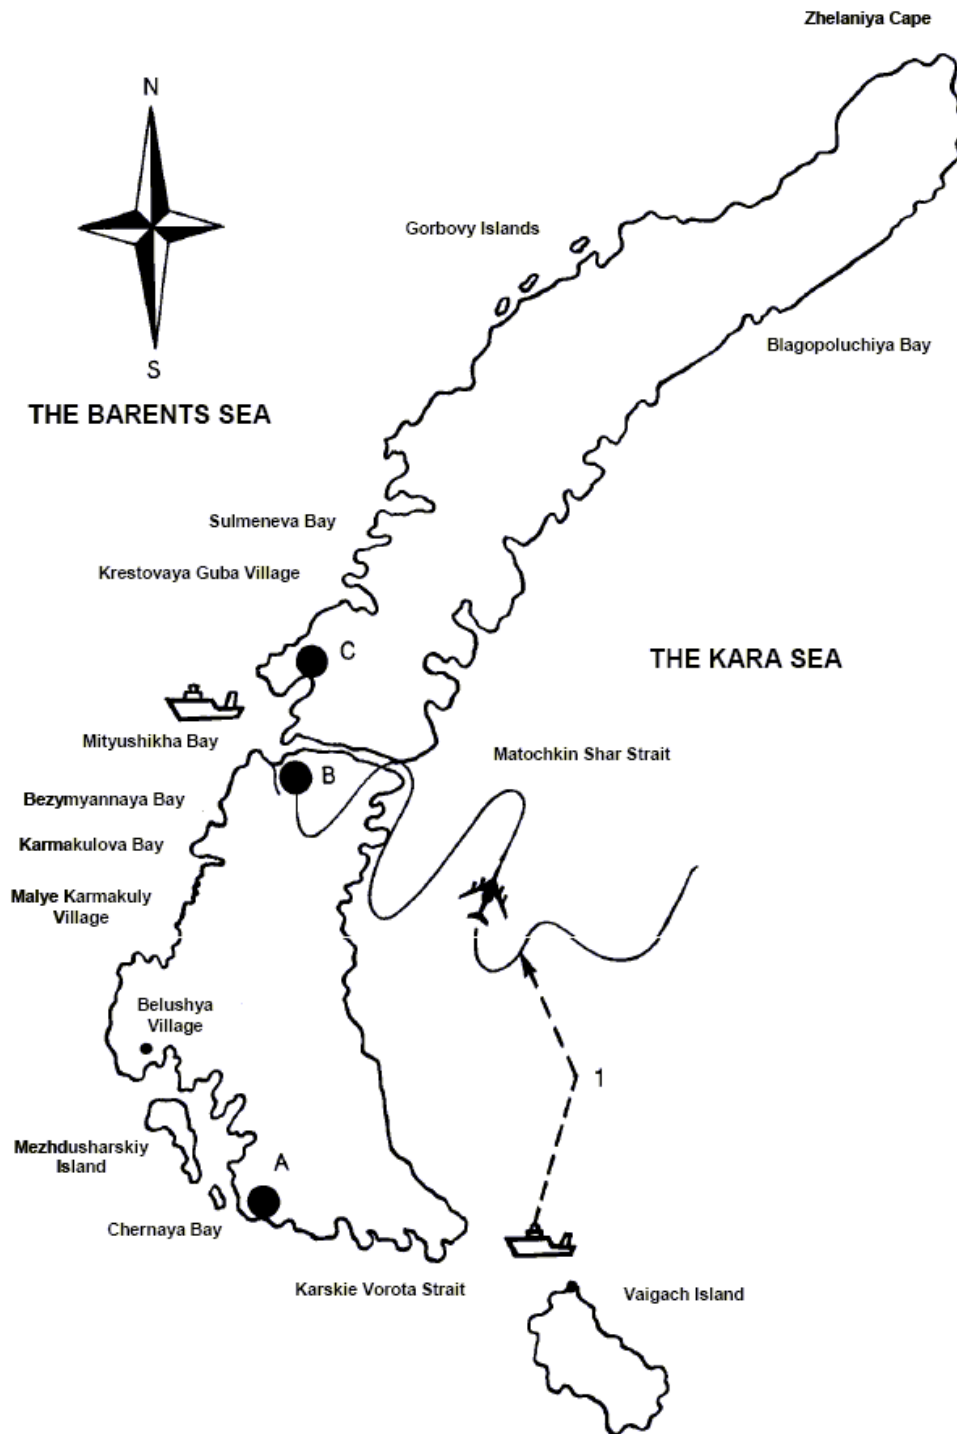 Zhelaniya Cape
N
Gorbovy Islands
Blagopoluchiya Bay
S
THE BARENTS SEA
Sulmeneva Bay
Krestovaya Guba Village
C
THE KARA SEA
Mityushikha Bay
Matochkin Shar Strait
B
Bezymyannaya Bay
Karmakulova Bay
Malye Karmakuly
Village
Belushya
Village
1
Mezhdusharskiy
Island
A
Chernaya Bay
Karskie Vorota Strait
Vaigach Island